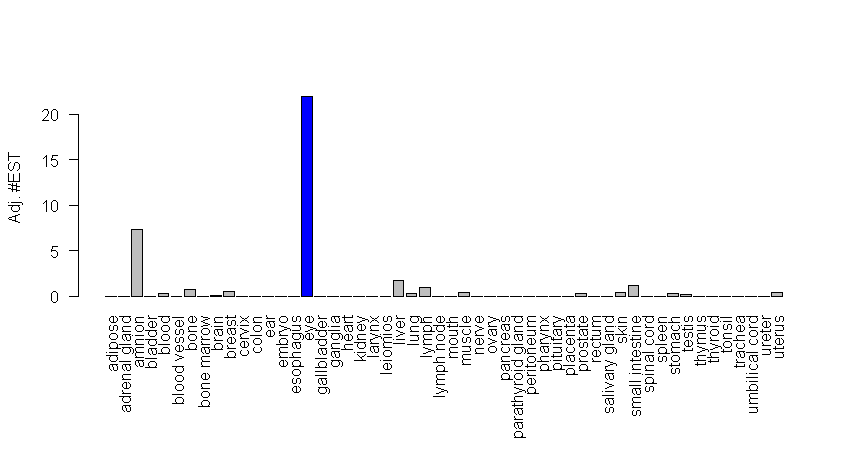 Adj. #EST
20
15
10
5
0
adipose
adrenal gland
amnion
bladder
blood
blood vessel
bone
bone marrow
brain
breast
cervix
colon
ear
embryo
esophagus
eye
gallbladder
ganglia
heart
kidney
larynx
leiomios
liver
lung
lymph
lymph node
mouth
muscle
nerve
ovary
pancreas
parathyroid gland
peritoneum
pharynx
pituitary
placenta
prostate
rectum
salivary gland
skin
small intestine
spinal cord
spleen
stomach
testis
thymus
thyroid
tonsil
trachea
umbilical cord
ureter
uterus